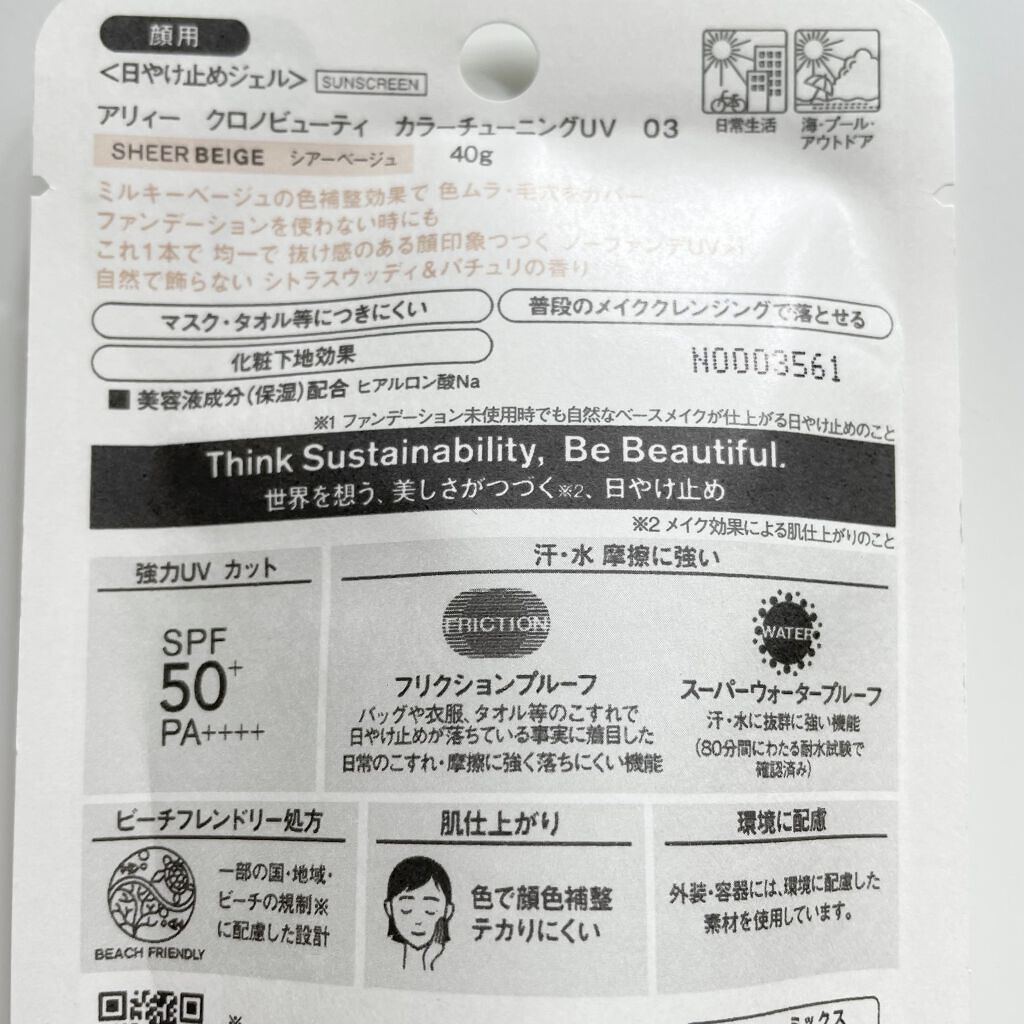 顔用
<日やけ止めジェル> SUNSCREEN
アリィー クロノビューティ カラーチューニングUV 03
SHEER BEIGE シアーベージュ 40g
日常生活
海・プール・
アウトドア
ミルキーベージュの色補整効果で 色ムラ・毛穴をカバー
ファンデーションを使わない時にも
これ1本で 均一で 抜け感のある顔印象つづく ノーファンデUV※1
自然で飾らない シトラスウッディ&パチュリの香り
マスク・タオル等につきにくい
普段のメイククレンジングで落とせる
化粧下地効果
N0003561
■ 美容液成分(保湿)配合 ヒアルロン酸Na
※1 ファンデーション未使用時でも自然なベースメイクが仕上がる日やけ止めのこと
Think Sustainability, Be Beautiful.
世界を想う、美しさがつづく※2、日やけ止め
※2 メイク効果による肌仕上がりのこと
強力UV カット
SPF
50+
PA++++
汗・水 摩擦に強い
FRICTION
フリクションプルーフ
バッグや衣服、タオル等のこすれで
日やけ止めが落ちている事実に着目した
日常のこすれ・摩擦に強く落ちにくい機能
WATER
スーパーウォータープルーフ
汗・水に抜群に強い機能
(80分間にわたる耐水試験で
確認済み)
ビーチフレンドリー処方
BEACH FRIENDLY
一部の国・地域・
ビーチの規制※
に配慮した設計
肌仕上がり
色で顔色補整
テカりにくい
環境に配慮
外装・容器には、環境に配慮した
素材を使用しています。
※
ミックス